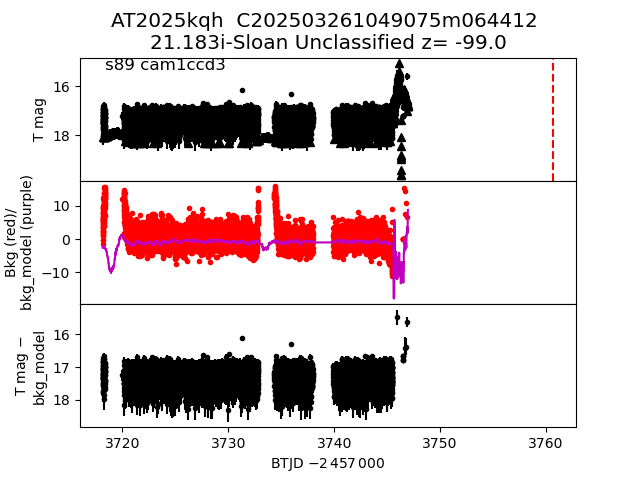 AT2025kqh  C202503261049075m064412
21.183i-Sloan Unclassified z= -99.0
s89 cam1ccd3
T mag
16
18
Bkg (red)/
bkg_model (purple)
10
0
−10
T mag −
bkg_model
16
17
18
3720 3730 3740 3750 3760
BTJD −2 457 000